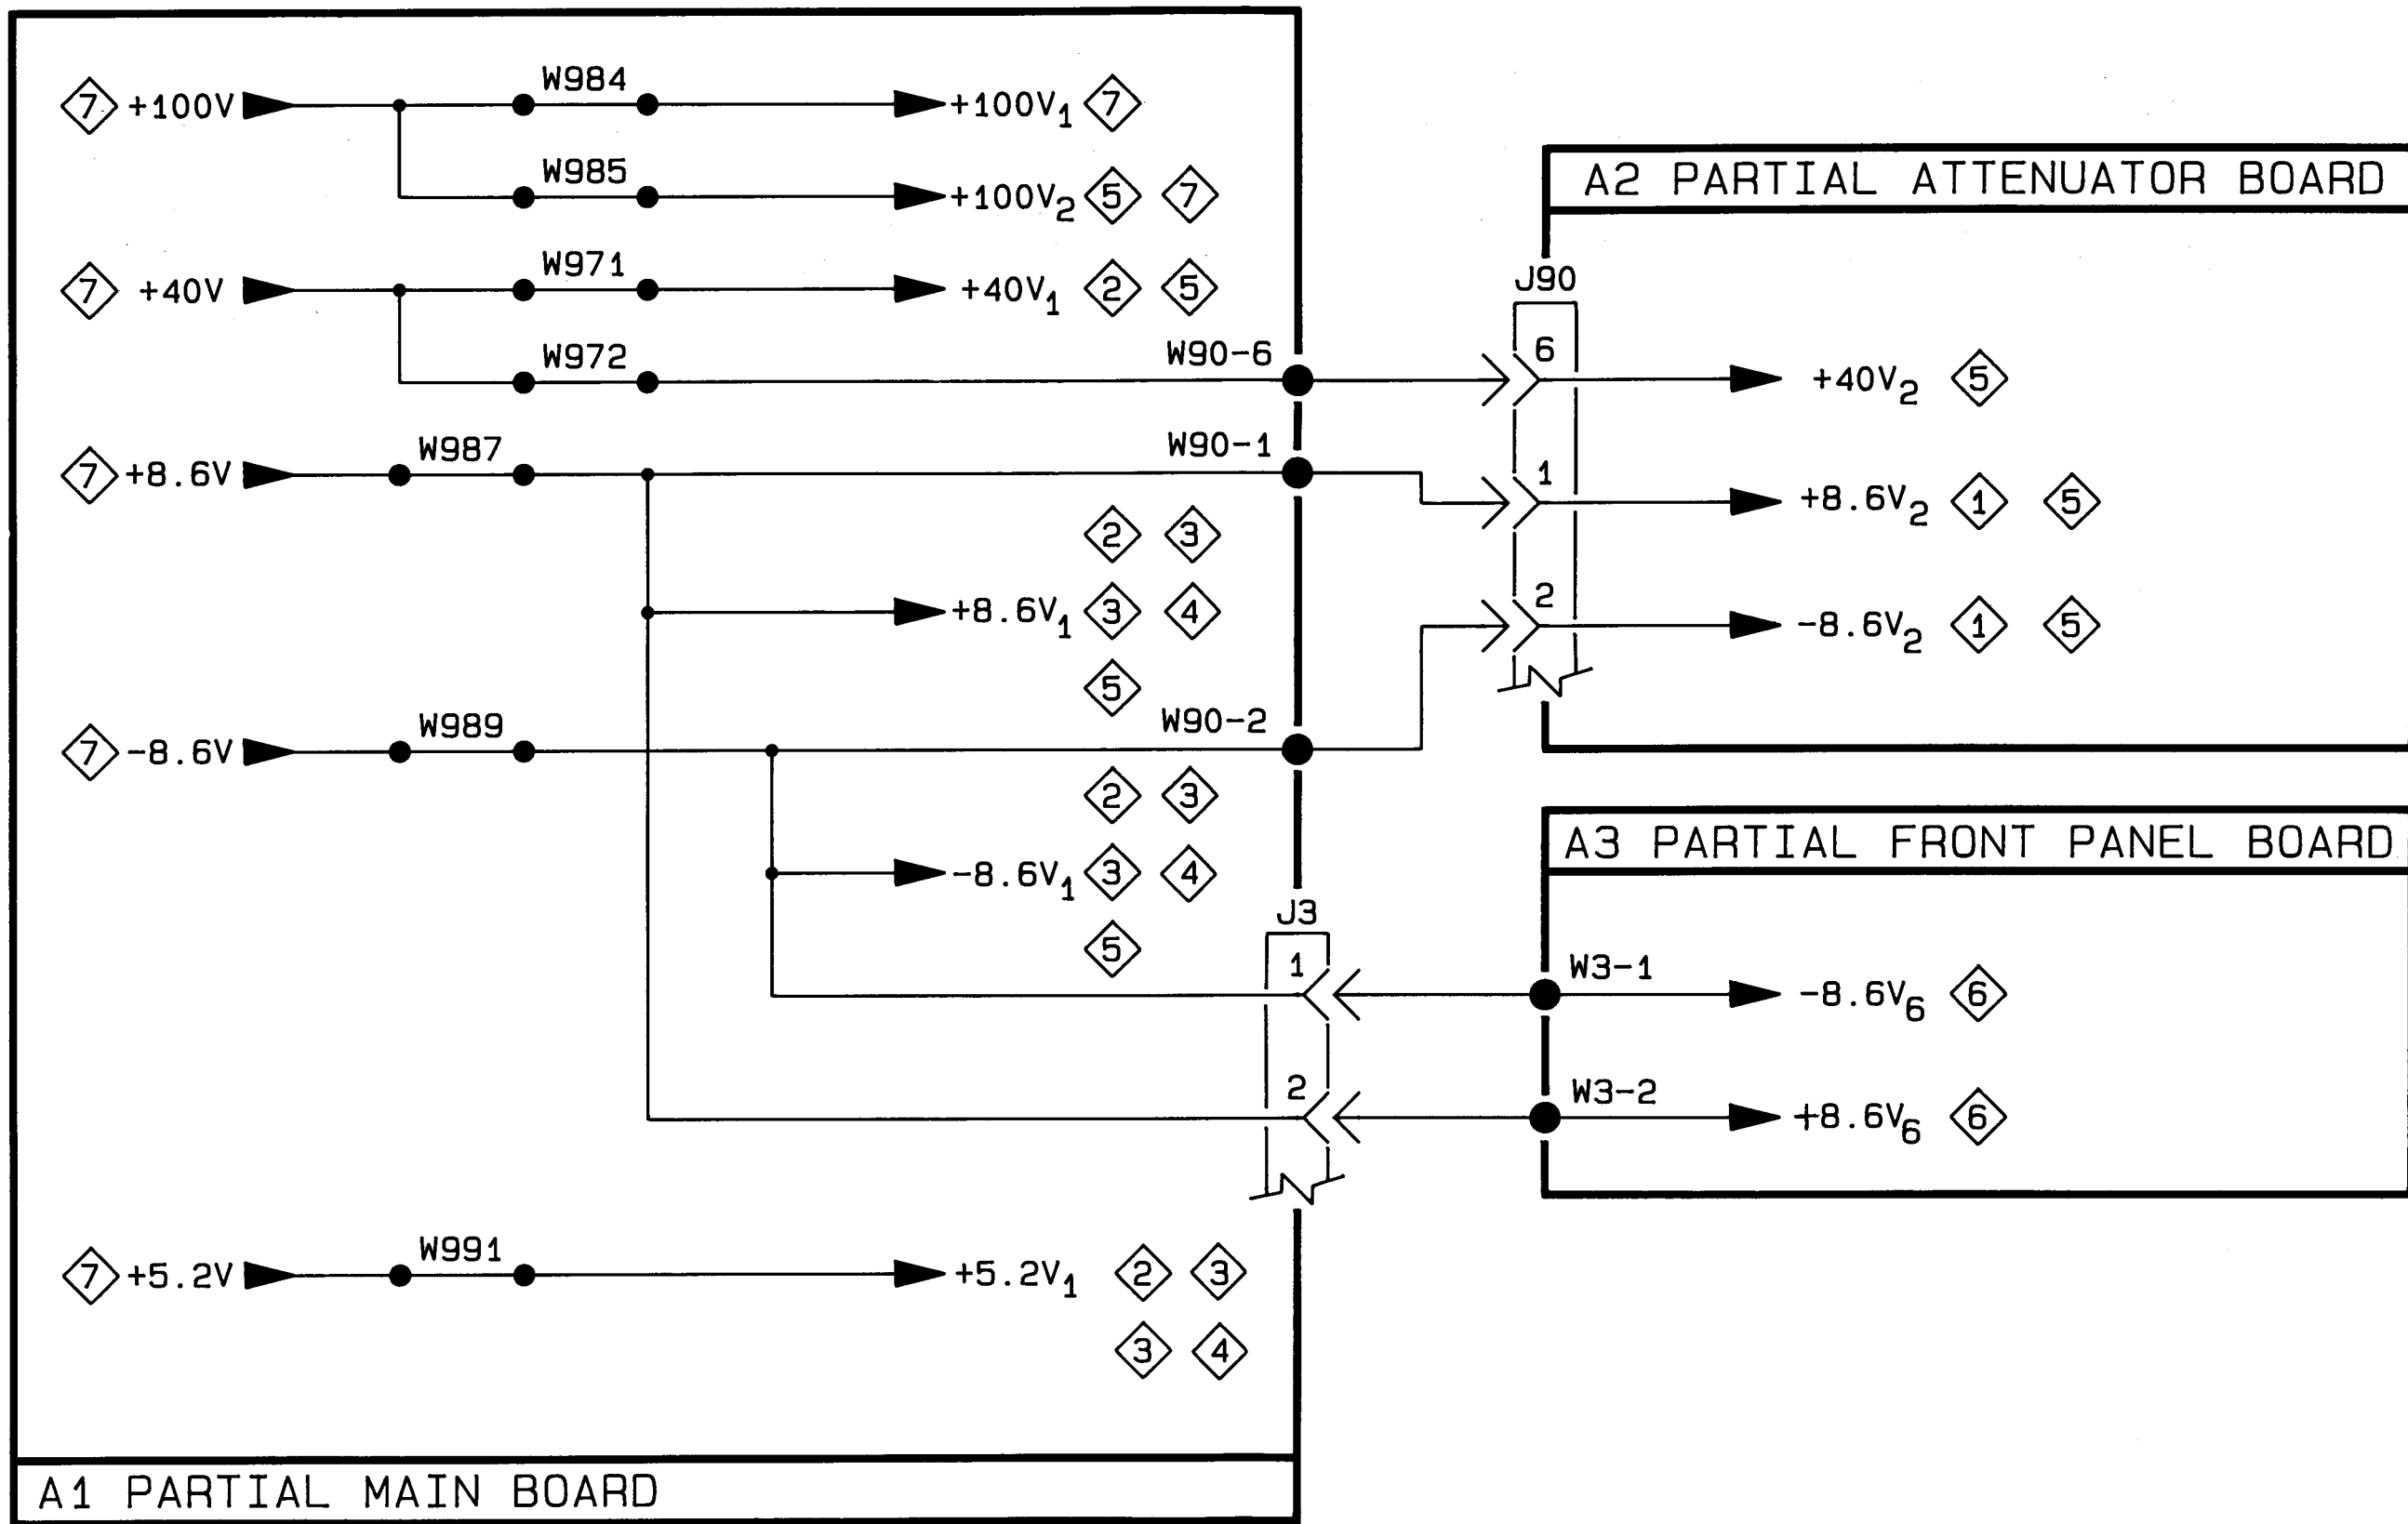 W984
7 +100V +100V1 7
W985
+100V2 5 7
W971
7 +40V +40V1 2 5
W972
W90-6
W987
W90-1
7 +8.6V
2 3
+8.6V1 3 4
5
W989
W90-2
7 -8.6V
2 3
-8.6V1 3 4
5
J3
1
2
W991
7 +5.2V +5.2V1 2 3
3 4
A1 PARTIAL MAIN BOARD
A2 PARTIAL ATTENUATOR BOARD
J90
6
+40V2 5
1
+8.6V2 1 5
2
-8.6V2 1 5
A3 PARTIAL FRONT PANEL BOARD
W3-1
-8.6V6 6
W3-2
+8.6V6 6